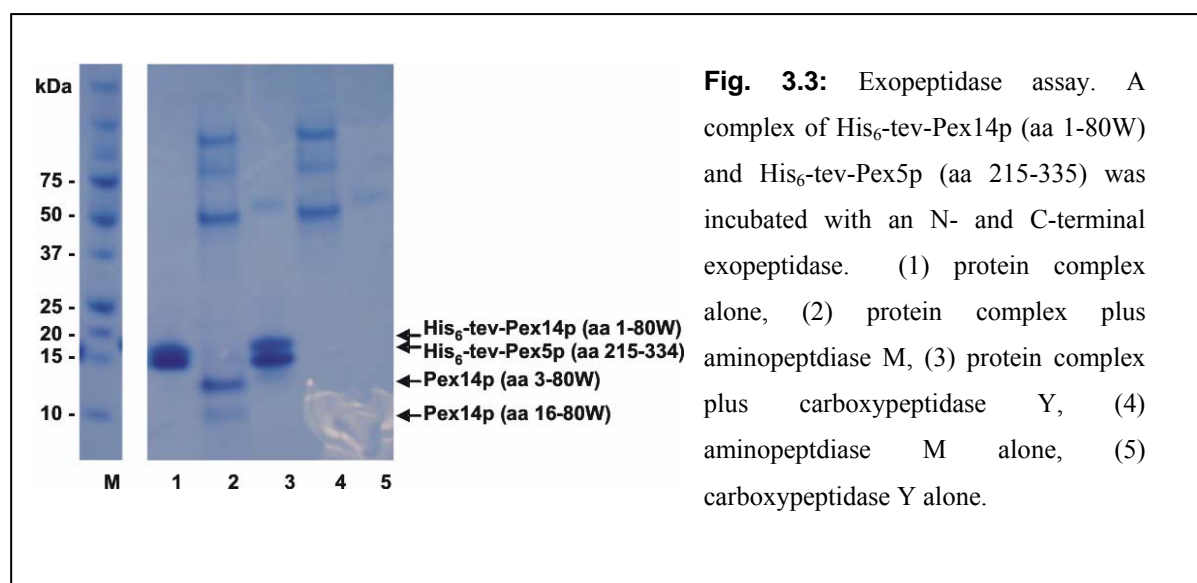 kDa
75 -
50 -
37 -
25 -
20 -
15 -
10 -
M 1 2 3 4 5
His6-tev-Pex14p (aa 1-80W)
His6-tev-Pex5p (aa 215-334)
Pex14p (aa 3-80W)
Pex14p (aa 16-80W)
Fig. 3.3: Exopeptidase assay. A
complex of His6-tev-Pex14p (aa 1-80W)
and His6-tev-Pex5p (aa 215-335) was
incubated with an N- and C-terminal
exopeptidase. (1) protein complex
alone, (2) protein complex plus
aminopeptdiase M, (3) protein complex
plus carboxypeptidase Y, (4)
aminopeptdiase M alone, (5)
carboxypeptidase Y alone.